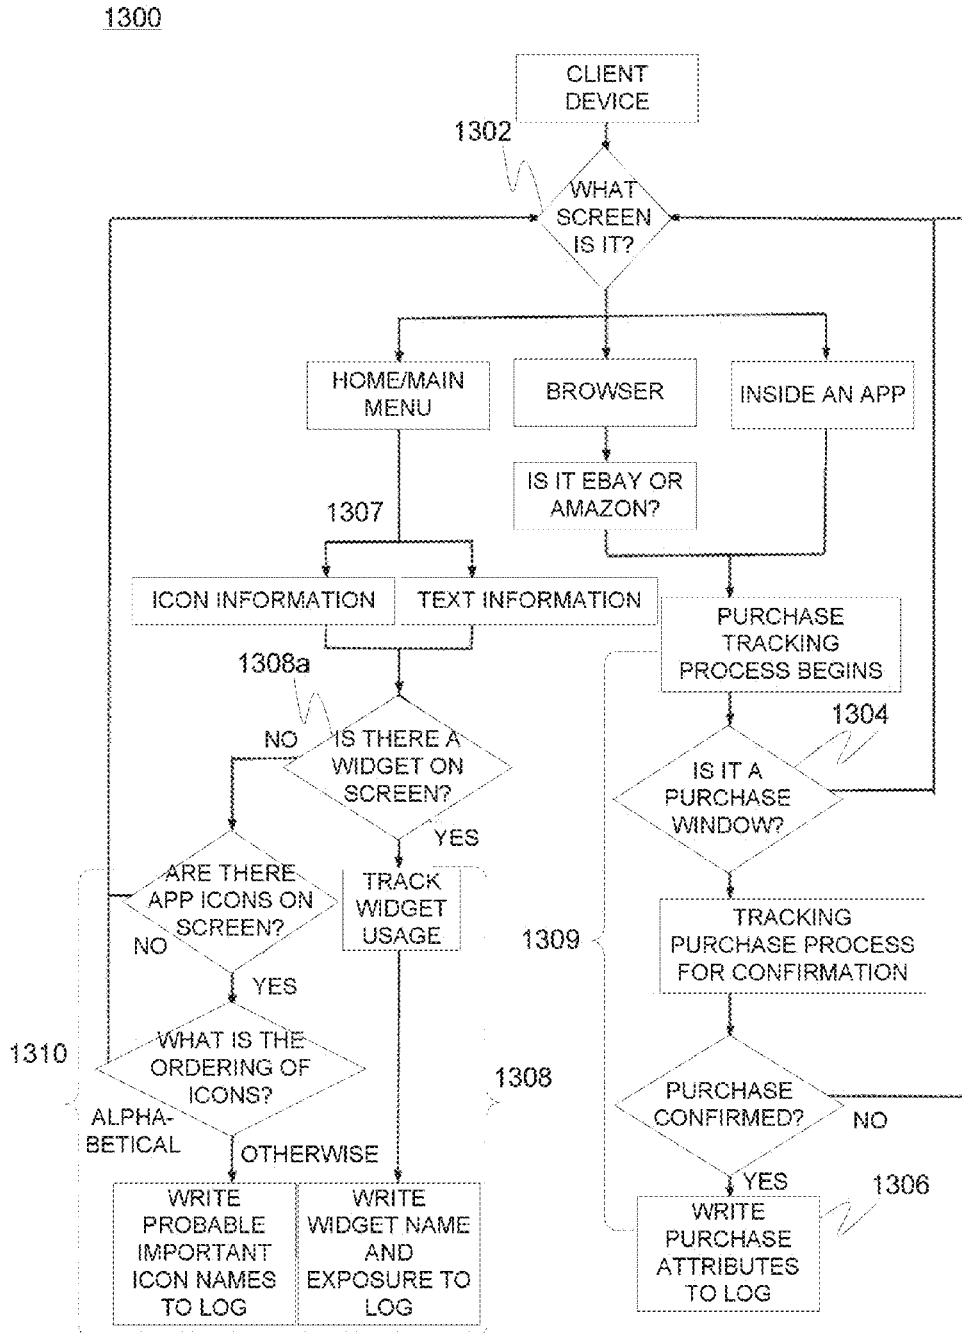 1300
CLIENT
DEVICE
1302
WHAT
SCREEN
IS IT?
HOME/MAIN
MENU
BROWSER
INSIDE AN APP
IS IT EBAY OR
AMAZON?
1307
ICON INFORMATION
TEXT INFORMATION
PURCHASE
TRACKING
PROCESS BEGINS
1308a
1304
NO
IS THERE A
WIDGET ON
SCREEN?
IS IT A
PURCHASE
WINDOW?
YES
ARE THERE
APP ICONS ON
SCREEN?
TRACK
WIDGET
USAGE
NO
1309
TRACKING
PURCHASE PROCESS
FOR CONFIRMATION
YES
1310
WHAT IS THE
ORDERING OF
ICONS?
1308
PURCHASE
CONFIRMED?
NO
ALPHA-
BETICAL
OTHERWISE
YES
1306
WRITE
PROBABLE
IMPORTANT
ICON NAMES
TO LOG
WRITE
WIDGET NAME
AND
EXPOSURE TO
LOG
WRITE
PURCHASE
ATTRIBUTES
TO LOG